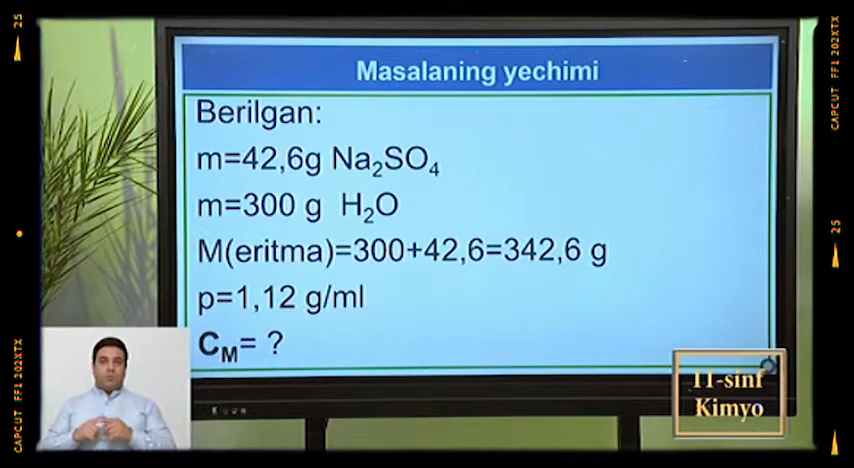 25
CAPCUT FF1 202XTX
Masalaning yechimi
Berilgan:
m=42,6g Na₂SO₄
m=300 g H₂O
M(eritma)=300+42,6=342,6 g
p=1,12 g/ml
Cᴍ= ?
11-sinf
Kimyo
CAPCUT FF1 202XTX
25